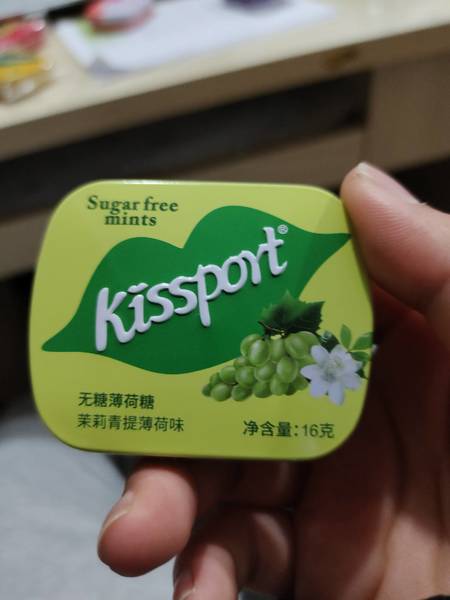 Sugar free
mints
Kissport®
无糖薄荷糖
茉莉青提薄荷味
净含量：16克